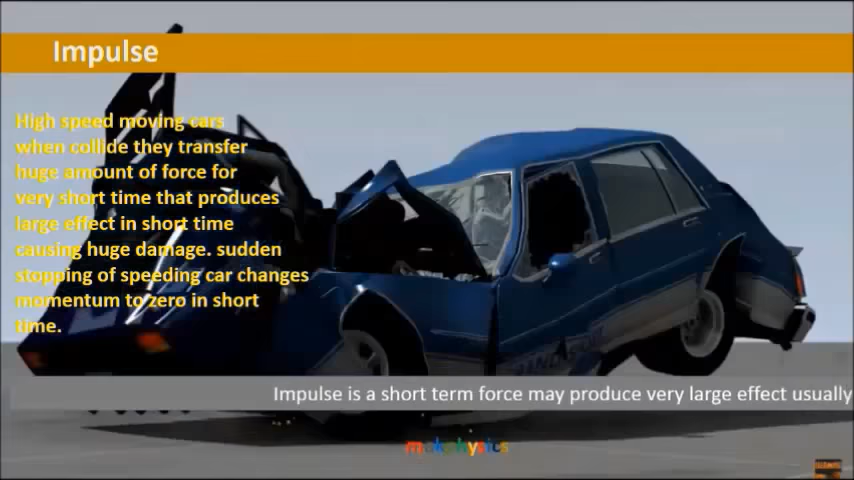 Impulse
High speed moving cars
when collide they transfer
huge amount of force for
very short time that produces
large effect in short time
causing huge damage. sudden
stopping of speeding car changes
momentum to zero in short
time.
Impulse is a short term force may produce very large effect usually
makphysics